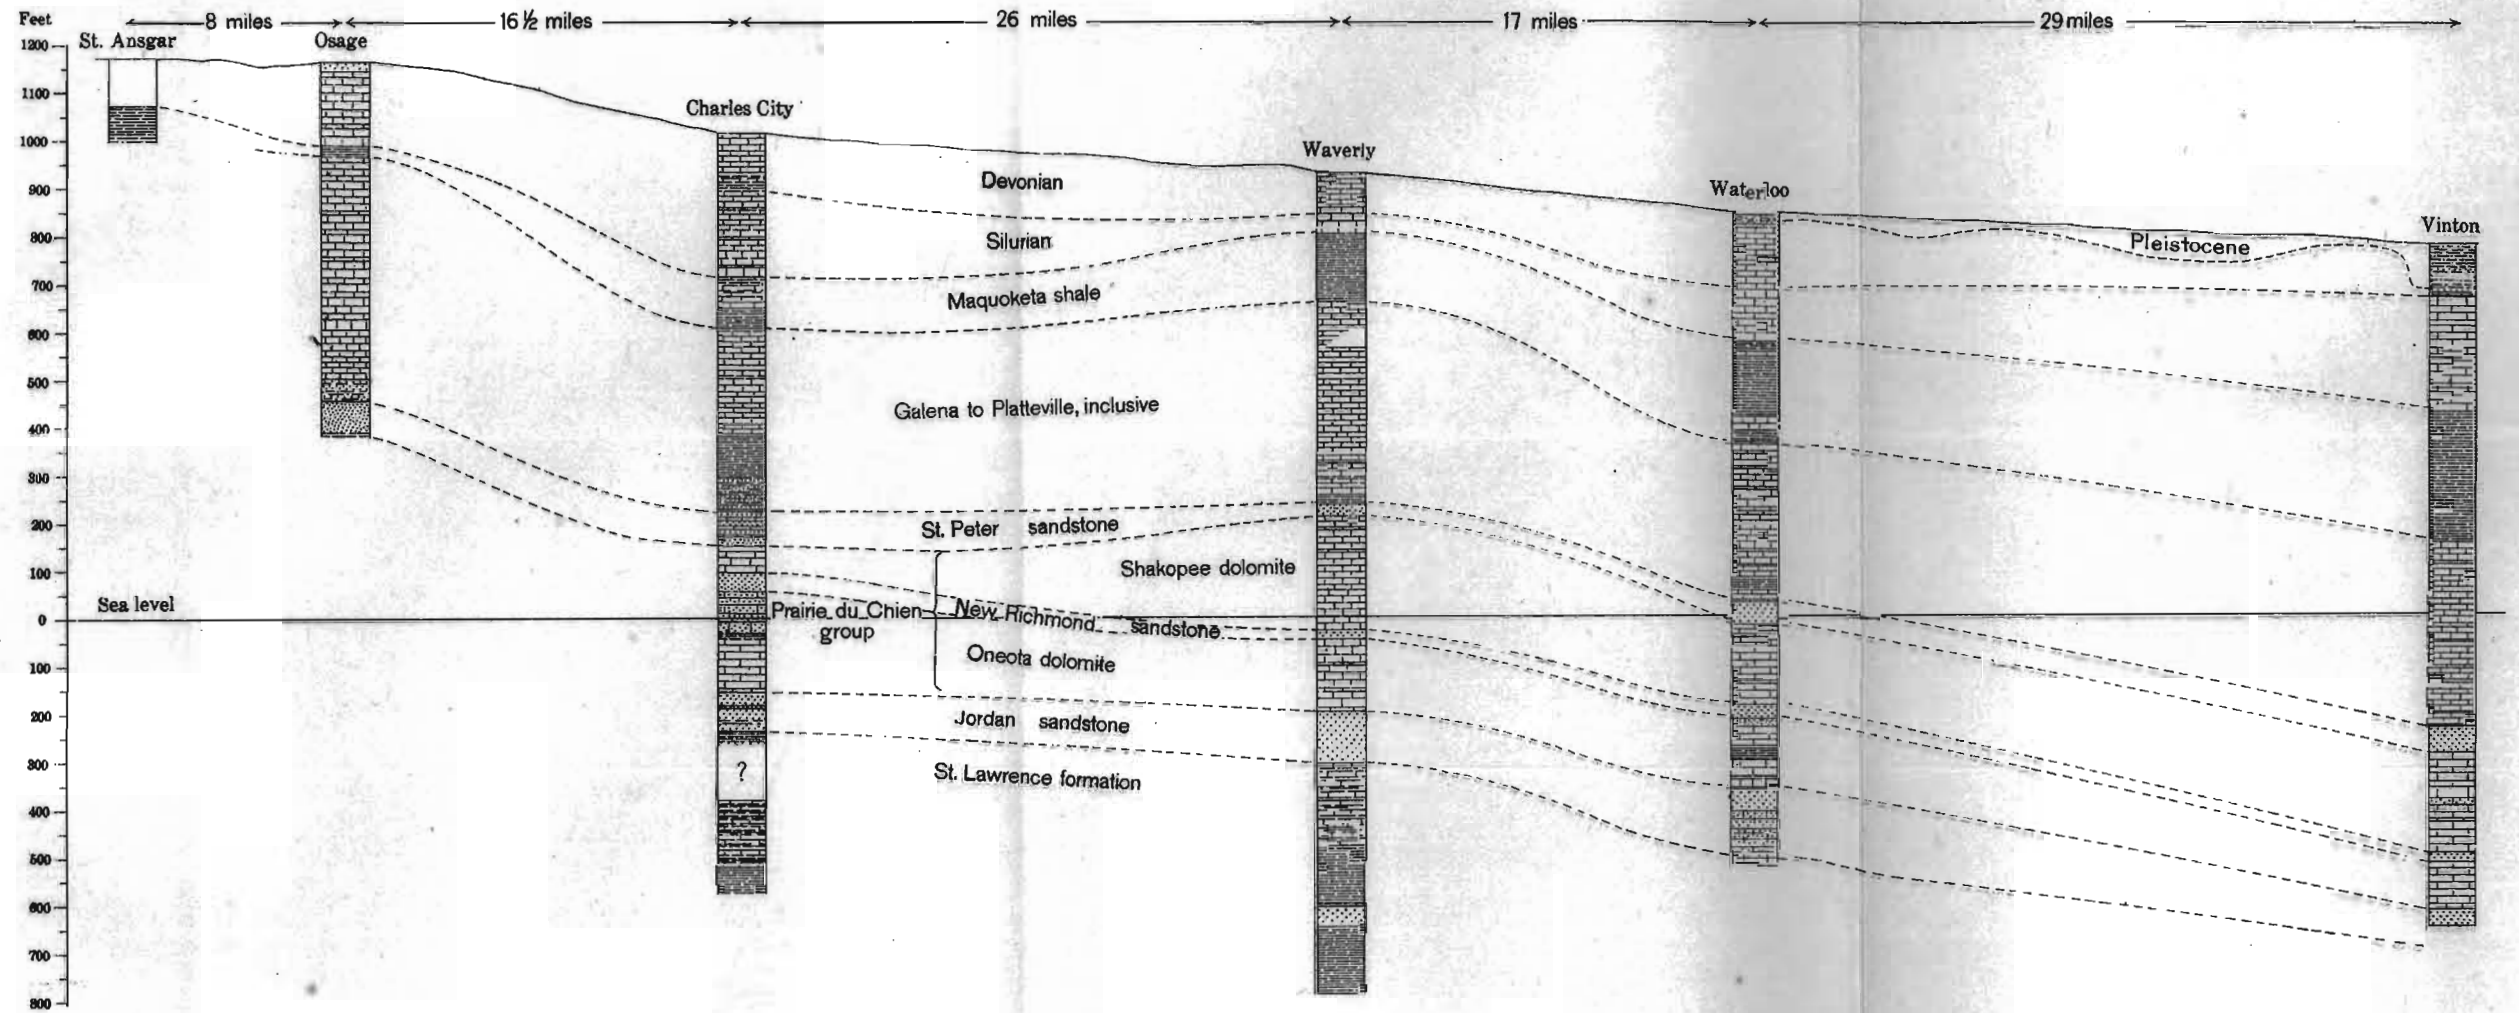 Feet
8 miles
16 ½ miles
26 miles
17 miles
29 miles
St. Ansgar
Osage
Charles City
Waverly
Waterloo
Vinton
1200
1100
1000
900
800
700
600
500
400
300
200
100
0
100
200
300
400
500
600
700
800
Sea level
Devonian
Silurian
Pleistocene
Maquoketa shale
Galena to Platteville, inclusive
St. Peter sandstone
Shakopee dolomite
Prairie du Chien
group
New Richmond sandstone
Oneota dolomite
Jordan sandstone
St. Lawrence formation
?